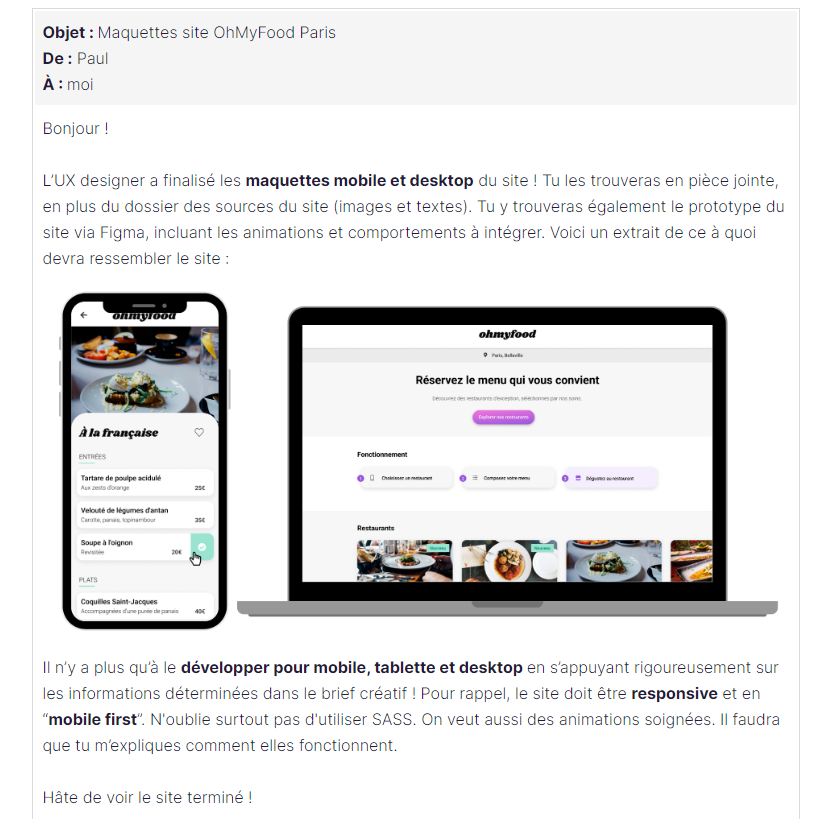 Objet : Maquettes site OhMyFood Paris
De : Paul
À : moi
Bonjour !
L’UX designer a finalisé les maquettes mobile et desktop du site ! Tu les trouveras en pièce jointe,
en plus du dossier des sources du site (images et textes). Tu y trouveras également le prototype du
site via Figma, incluant les animations et comportements à intégrer. Voici un extrait de ce à quoi
devra ressembler le site :
ohmyfood
À la française
ENTRÉES
Tartare de poulpe acidulé
Aux zests d'orange 25€
Velouté de légumes d'antan
Carotte, panais, topinambour 35€
Soupe à l'oignon
Revisitée 20€
PLATS
Coquilles Saint-Jacques
Accompagnées d'une purée de panais 40€
ohmyfood
Paris, Belleville
Réservez le menu qui vous convient
Découvrez des restaurants d'exception, sélectionnés par nos soins.
Explorer nos restaurants
Fonctionnement
1 Choisissez un restaurant
2 Composez votre menu
3 Dégustez au restaurant
Restaurants
Nouveau
Nouveau
Il n’y a plus qu’à le développer pour mobile, tablette et desktop en s’appuyant rigoureusement sur
les informations déterminées dans le brief créatif ! Pour rappel, le site doit être responsive et en
“mobile first”. N'oublie surtout pas d'utiliser SASS. On veut aussi des animations soignées. Il faudra
que tu m’expliques comment elles fonctionnent.
Hâte de voir le site terminé !